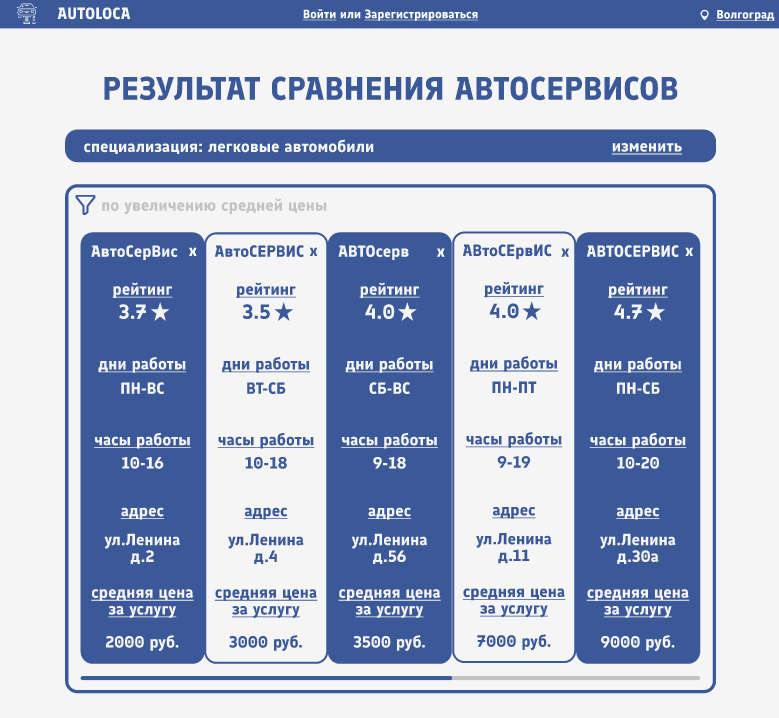 AUTOLOCA
Войти или Зарегистрироваться
Волгоград
РЕЗУЛЬТАТ СРАВНЕНИЯ АВТОСЕРВИСОВ
специализация: легковые автомобили
изменить
по увеличению средней цены
АвтоСерВис х
рейтинг
3.7 ★
дни работы
ПН-ВС
часы работы
10-16
адрес
ул.Ленина
д.2
средняя цена
за услугу
2000 руб.
АвтоСЕРВИС х
рейтинг
3.5 ★
дни работы
ВТ-СБ
часы работы
10-18
адрес
ул.Ленина
д.4
средняя цена
за услугу
3000 руб.
АВТОсерв х
рейтинг
4.0 ★
дни работы
СБ-ВС
часы работы
9-18
адрес
ул.Ленина
д.56
средняя цена
за услугу
3500 руб.
АВтоСЕрвИС х
рейтинг
4.0 ★
дни работы
ПН-ПТ
часы работы
9-19
адрес
ул.Ленина
д.11
средняя цена
за услугу
7000 руб.
АВТОСЕРВИС х
рейтинг
4.7 ★
дни работы
ПН-СБ
часы работы
10-20
адрес
ул.Ленина
д.30а
средняя цена
за услугу
9000 руб.